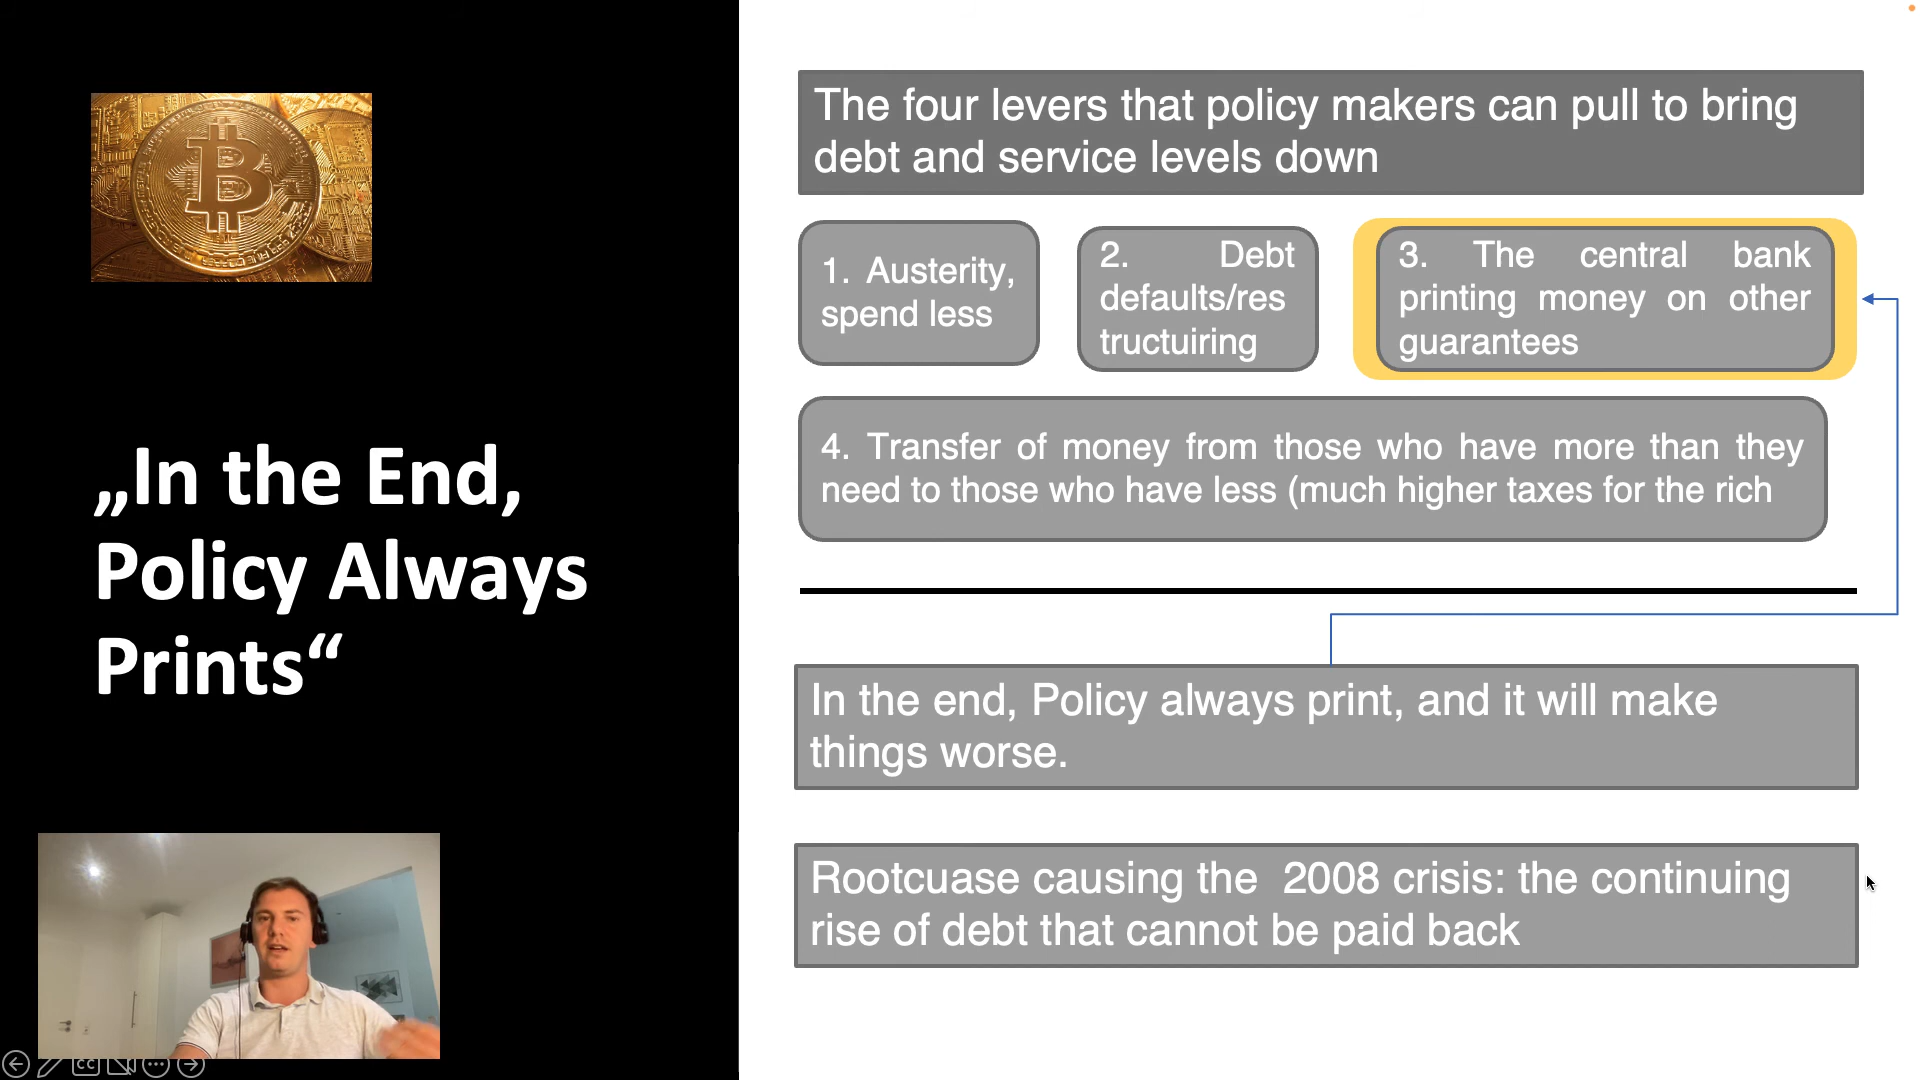 „In the End,
Policy Always
Prints“
The four levers that policy makers can pull to bring
debt and service levels down
1. Austerity,
spend less
2. Debt
defaults/res
tructuiring
3. The central bank
printing money on other
guarantees
4. Transfer of money from those who have more than they
need to those who have less (much higher taxes for the rich
In the end, Policy always print, and it will make
things worse.
Rootcuase causing the  2008 crisis: the continuing
rise of debt that cannot be paid back
B
CC